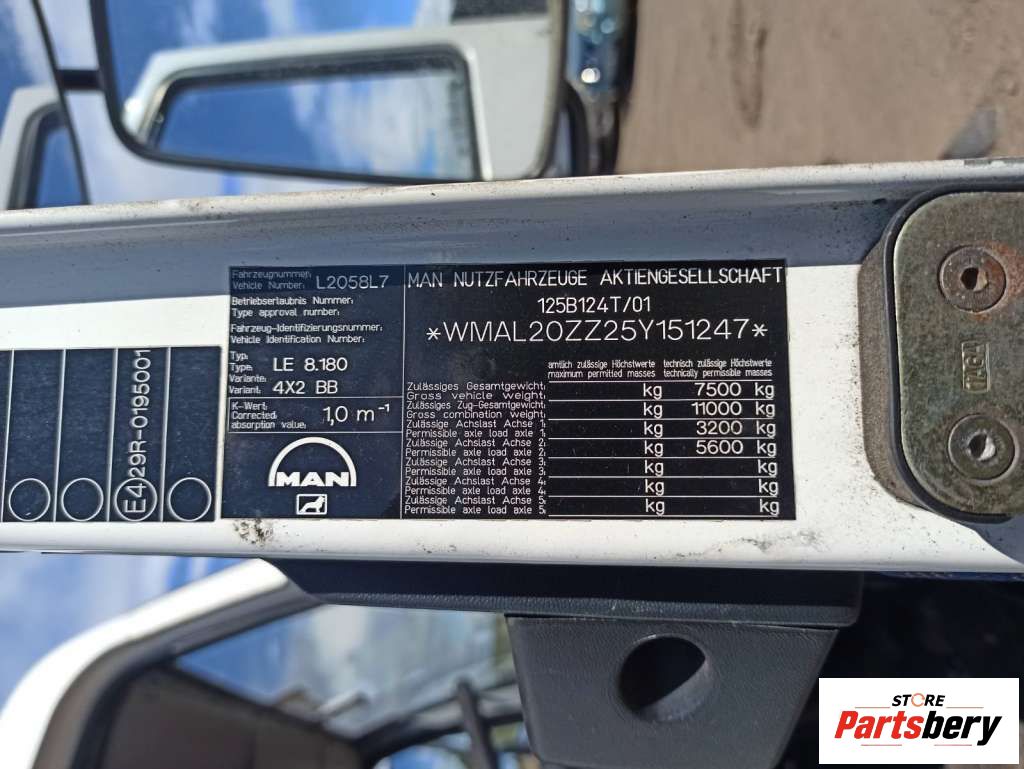 Fahrzeugnummer:
Vehicle Number: L2058L7
Betriebserlaubnis Nummer:
Type approval number:
Fahrzeug-Identifizierungsnummer:
Vehicle Identification Number:
Typ:
Type: LE 8.180
Variante:
Variant: 4X2 BB
K-Wert:
Corrected absorption value: 1,0 m⁻¹
MAN
MAN NUTZFAHRZEUGE AKTIENGESELLSCHAFT
125B124T/01
*WMAL20ZZ25Y151247*
amtlich zulässige Höchstwerte technisch zulässige Höchstwerte
maximum permitted masses technically permissible masses
Zulässiges Gesamtgewicht:
Gross vehicle weight: kg 7500 kg
Zulässiges Zug-Gesamtgewicht:
Gross combination weight: kg 11000 kg
Zulässige Achslast Achse 1:
Permissible axle load axle 1: kg 3200 kg
Zulässige Achslast Achse 2:
Permissible axle load axle 2: kg 5600 kg
Zulässige Achslast Achse 3:
Permissible axle load axle 3: kg kg
Zulässige Achslast Achse 4:
Permissible axle load axle 4: kg kg
Zulässige Achslast Achse 5:
Permissible axle load axle 5: kg kg
E4 29R-0195001
STORE
Partsbery